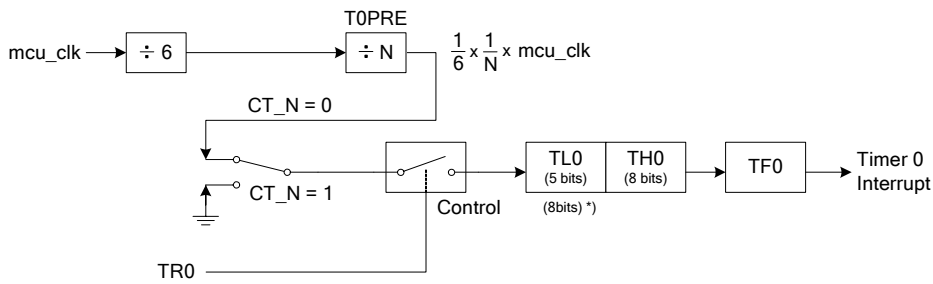 T0PRE
mcu_clk
÷ 6
÷ N
1/6 x 1/N x mcu_clk
CT_N = 0
CT_N = 1
Control
TL0
(5 bits)
(8bits) *)
TH0
(8 bits)
TF0
Timer 0
Interrupt
TR0